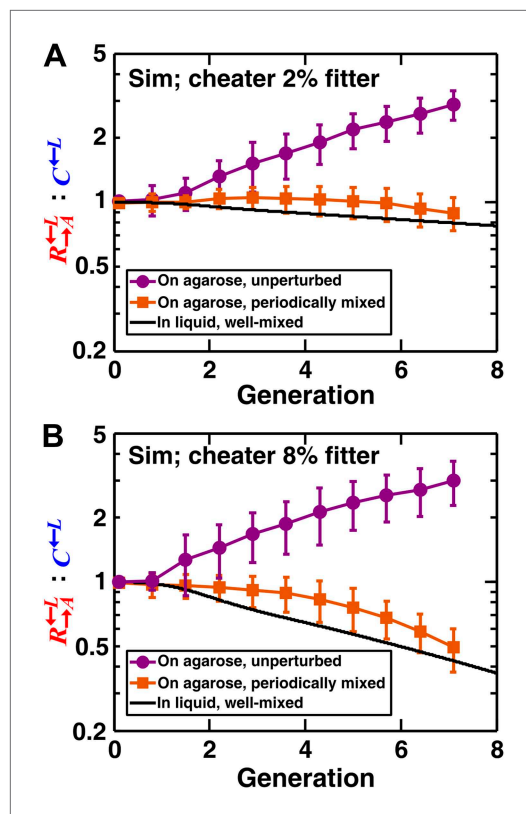 A
Sim; cheater 2% fitter
5
2
1
0.5
0.2
R←L →A : C←L
On agarose, unperturbed
On agarose, periodically mixed
In liquid, well-mixed
0 2 4 6 8
Generation
B
Sim; cheater 8% fitter
5
2
1
0.5
0.2
R←L →A : C←L
On agarose, unperturbed
On agarose, periodically mixed
In liquid, well-mixed
0 2 4 6 8
Generation